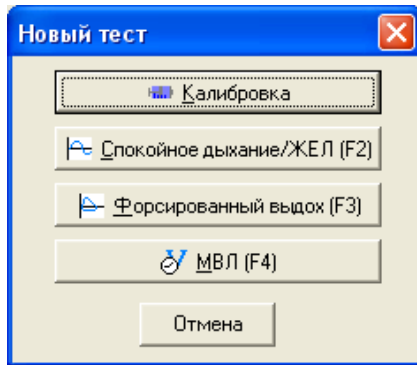 Новый тест
Калибровка
Спокойное дыхание/ЖЕЛ (F2)
Форсированный выдох (F3)
МВЛ (F4)
Отмена